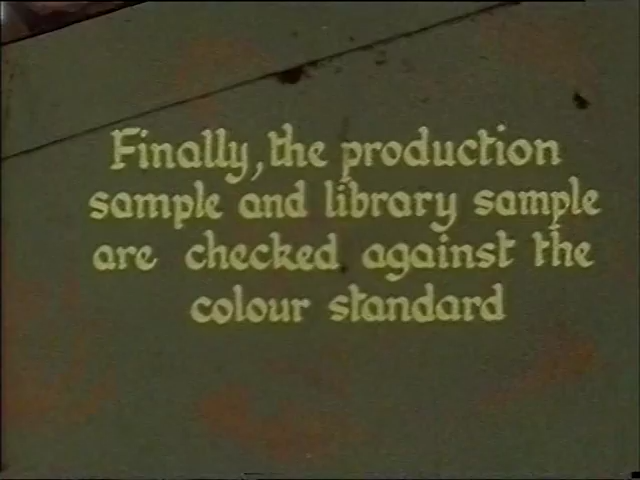 Finally, the production
sample and library sample
are checked against the
colour standard